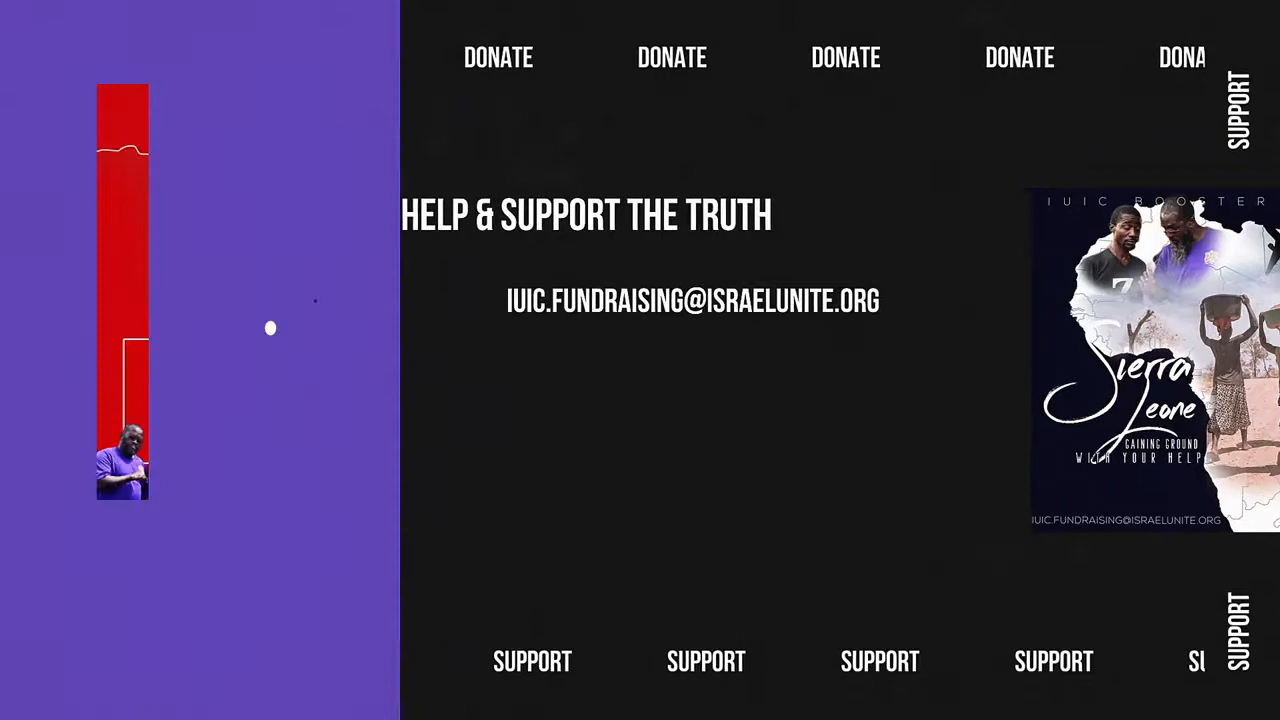 DONATE DONATE DONATE DONATE DONA
SUPPORT
HELP & SUPPORT THE TRUTH
IUIC.FUNDRAISING@ISRAELUNITE.ORG
IUIC BOOSTER
7
Sierra
Leone
GAINING GROUND
WITH YOUR HELP
IUIC.FUNDRAISING@ISRAELUNITE.ORG
SUPPORT
SUPPORT SUPPORT SUPPORT SUPPORT SU